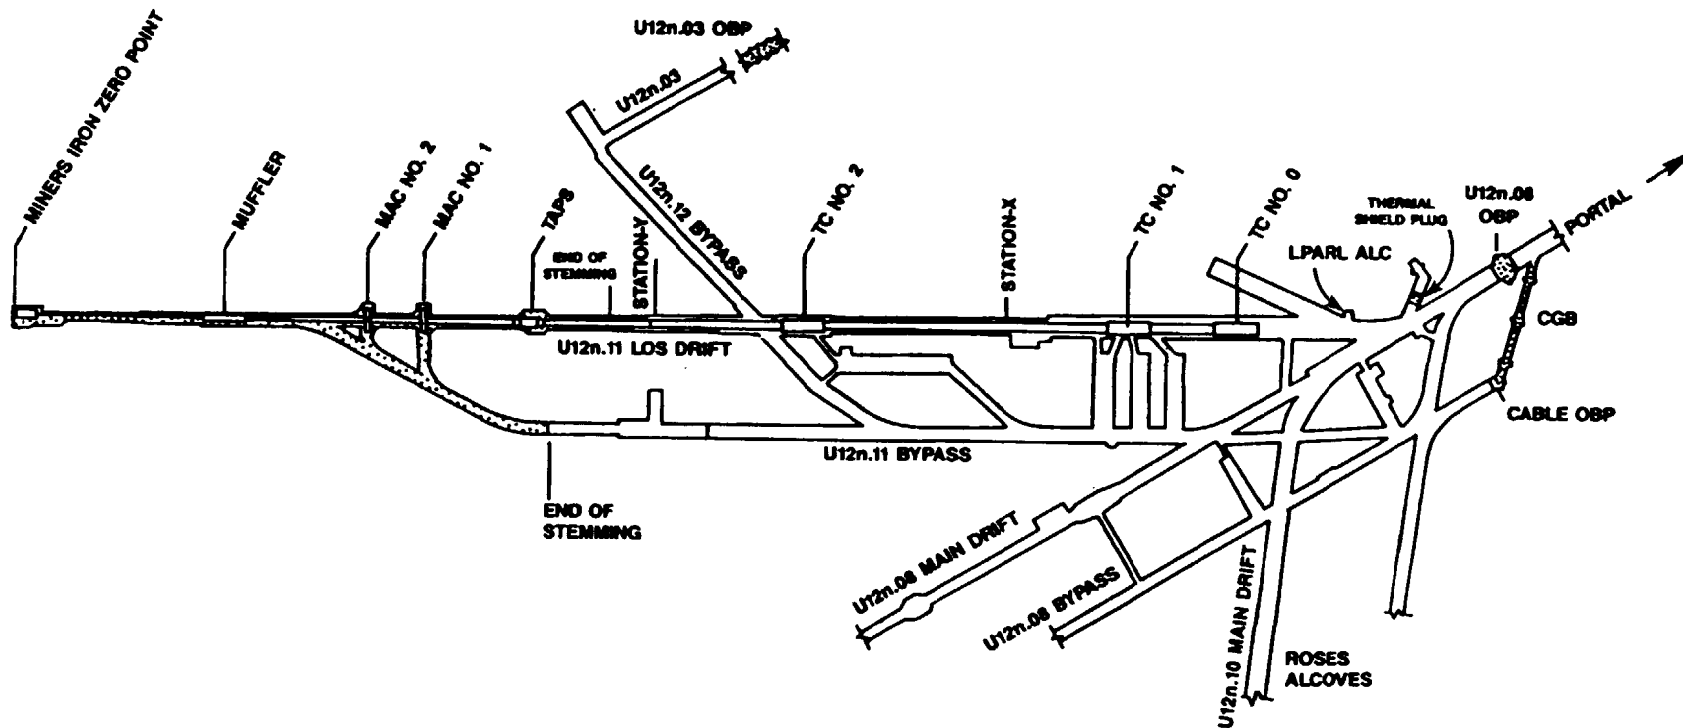 MINERS IRON ZERO POINT
MUFFLER
MAC NO. 2
MAC NO. 1
TAPS
END OF
STEMMING
STATION-Y
U12n.03 OBP
U12n.03
U12n.12 BYPASS
TC NO. 2
STATION-X
TC NO. 1
TC NO. 0
LPARL ALC
THERMAL
SHIELD PLUG
U12n.08
OBP
PORTAL
CGB
CABLE OBP
U12n.11 LOS DRIFT
U12n.11 BYPASS
END OF
STEMMING
U12n.08 MAIN DRIFT
U12n.08 BYPASS
U12n.10 MAIN DRIFT
ROSES
ALCOVES